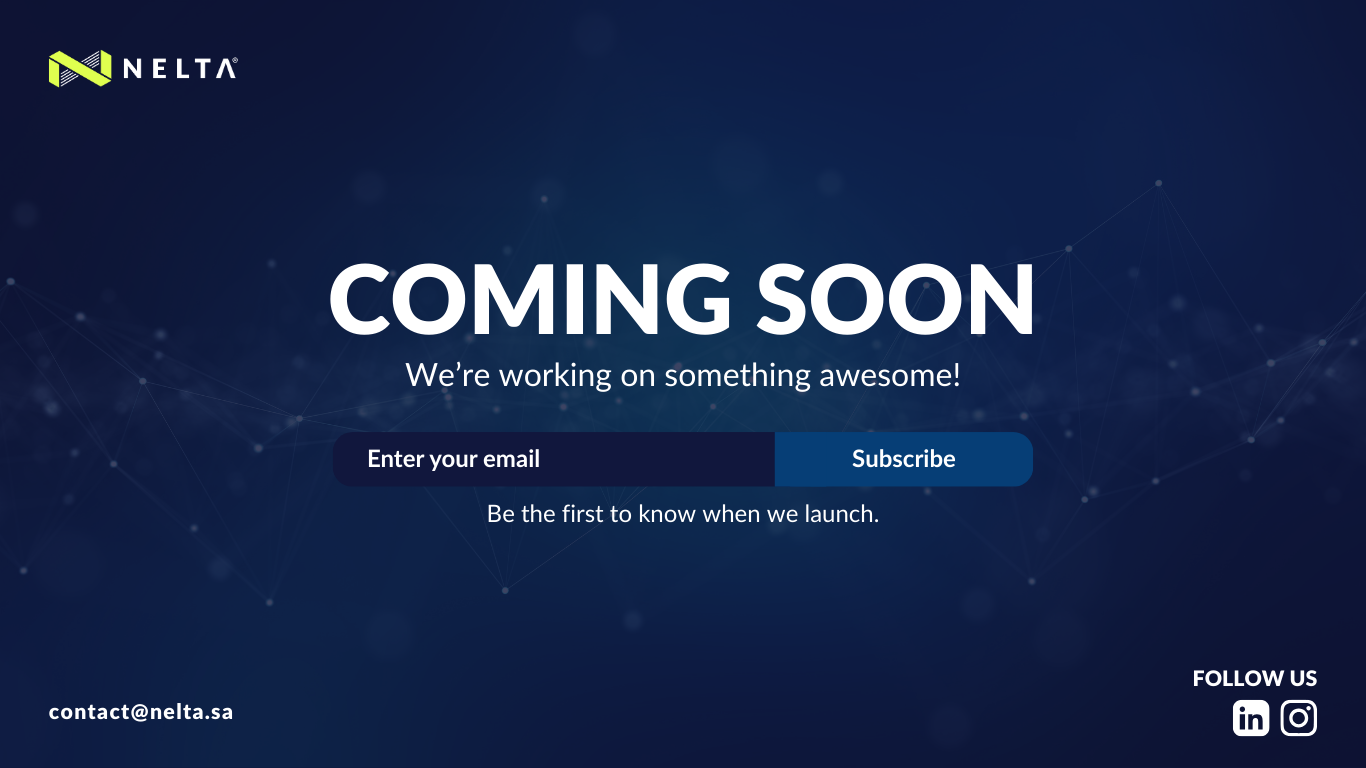 NELTA®
COMING SOON
We're working on something awesome!
Enter your email
Subscribe
Be the first to know when we launch.
FOLLOW US
contact@nelta.sa
in